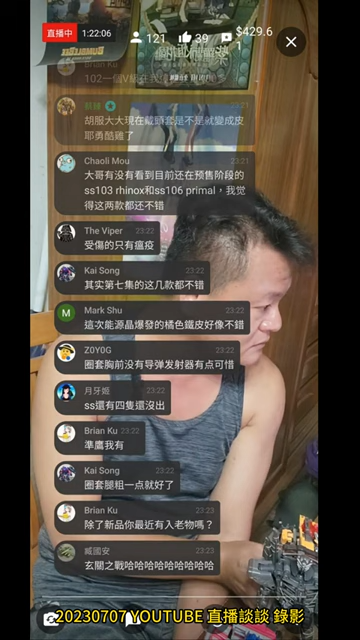 直播中 1:22:06 121 39 $429.6
1
Brian Ku
23:21
胡服大大現在戴頭套是不是就變成皮
耶勇酷雞了
Chaoli Mou 23:21
大哥有没有看到目前还在预售阶段的
ss103 rhinox和ss106 primal，我觉
得这两款都还不错
The Viper 23:22
受傷的只有瘟疫
Kai Song 23:22
其实第七集的这几款都不错
M Mark Shu 23:22
這次能源晶爆發的橘色鐵皮好像不錯
Z0Y0G 23:22
圈套胸前没有导弹发射器有点可惜
月牙姬 23:22
ss還有四隻還沒出
Brian Ku 23:22
準鷹我有
Kai Song 23:22
圈套腿粗一点就好了
Brian Ku 23:23
除了新品你最近有入老物嗎？
臧國安 23:23
玄關之戰哈哈哈哈哈哈哈哈哈
20230707 YOUTUBE 直播談談 錄影